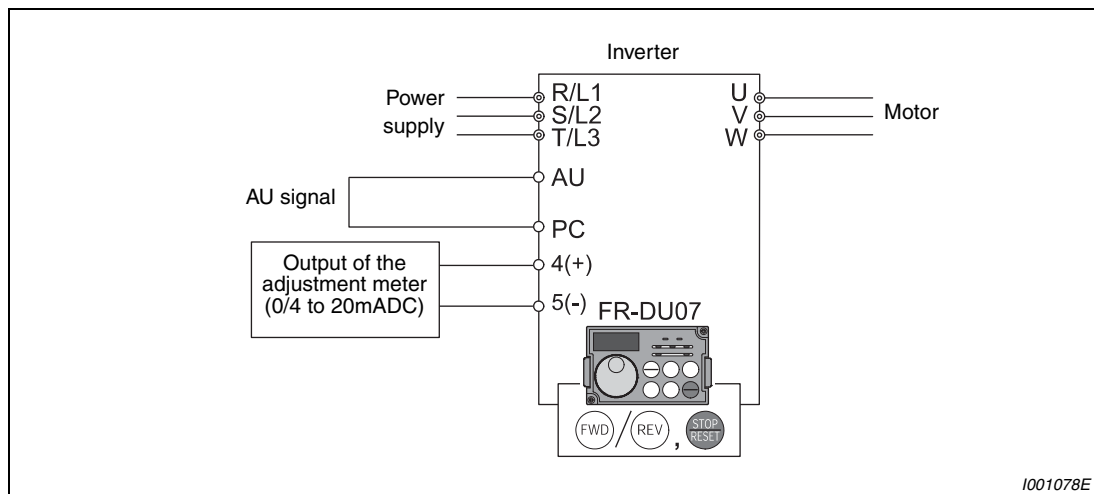 Inverter
Power
supply
R/L1
S/L2
T/L3
U
V
W
Motor
AU signal
AU
PC
Output of the
adjustment meter
(0/4 to 20mADC)
4(+)
5(-)
FR-DU07
FWD / REV , STOP
RESET
I001078E